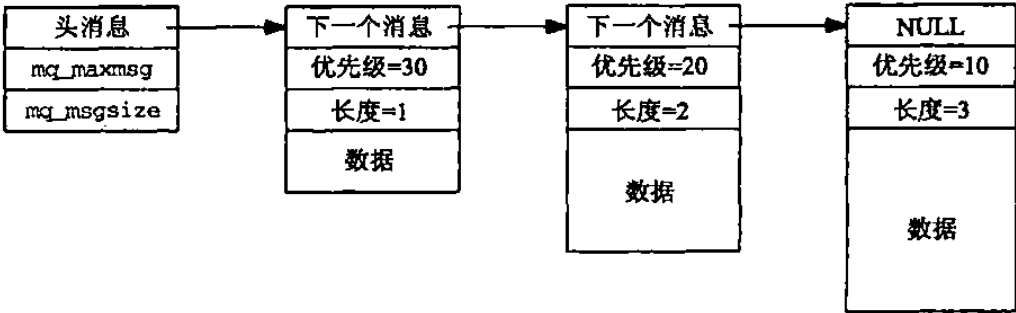 头消息
mq_maxmsg
mq_msgsize
下一个消息
优先级=30
长度=1
数据
下一个消息
优先级=20
长度=2
数据
NULL
优先级=10
长度=3
数据